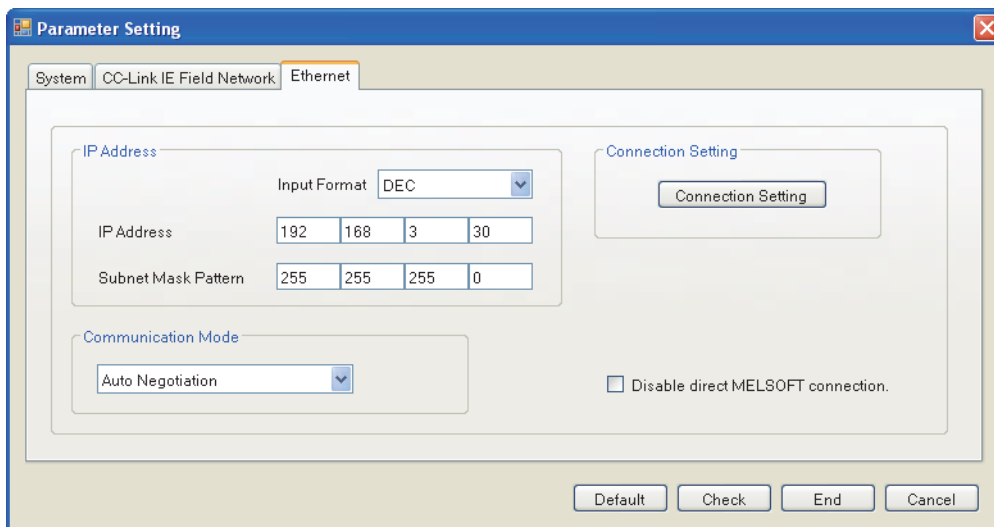 Parameter Setting
System CC-Link IE Field Network Ethernet
IP Address
Input Format DEC
IP Address 192 168 3 30
Subnet Mask Pattern 255 255 255 0
Connection Setting
Connection Setting
Communication Mode
Auto Negotiation
Disable direct MELSOFT connection.
Default Check End Cancel